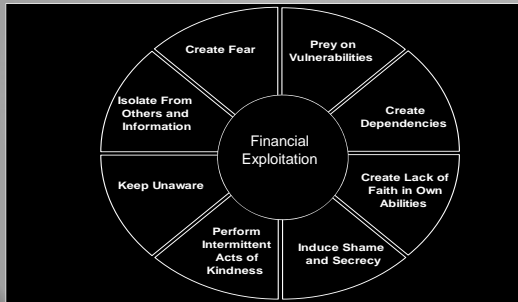 Create Fear
Prey on
Vulnerabilities
Isolate From
Others and
Information
Create
Dependencies
Financial
Exploitation
Keep Unaware
Create Lack of
Faith in Own
Abilities
Perform
Intermittent
Acts of
Kindness
Induce Shame
and Secrecy